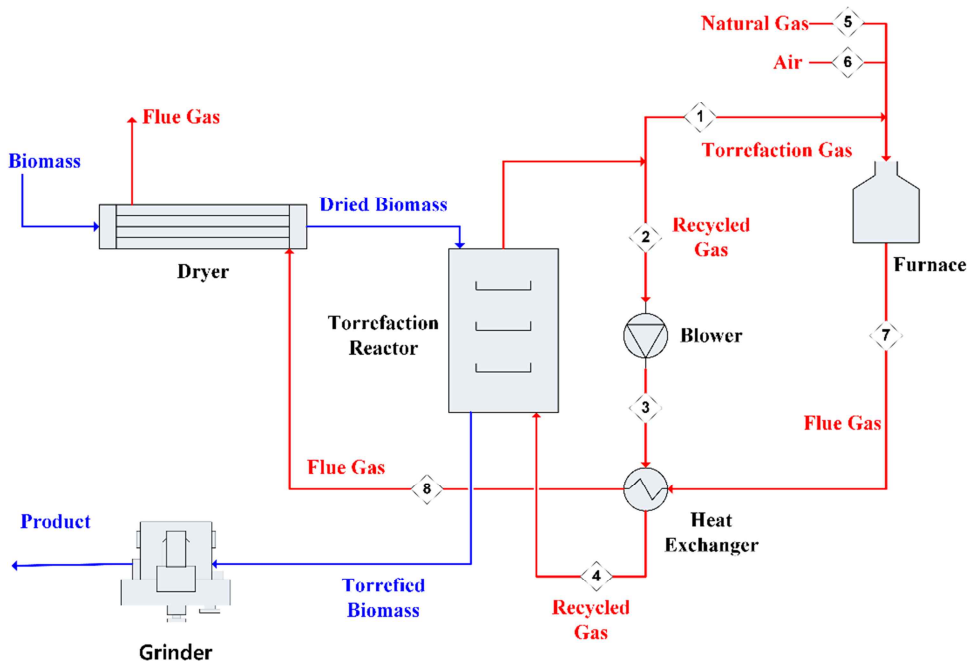 Natural Gas
5
Air
6
1
Flue Gas
Torrefaction Gas
Biomass
Dried Biomass
2
Recycled
Gas
Dryer
Furnace
Torrefaction
Reactor
Blower
7
3
Flue Gas
Flue Gas
8
Product
Heat
Exchanger
4
Torrefied
Biomass
Recycled
Gas
Grinder